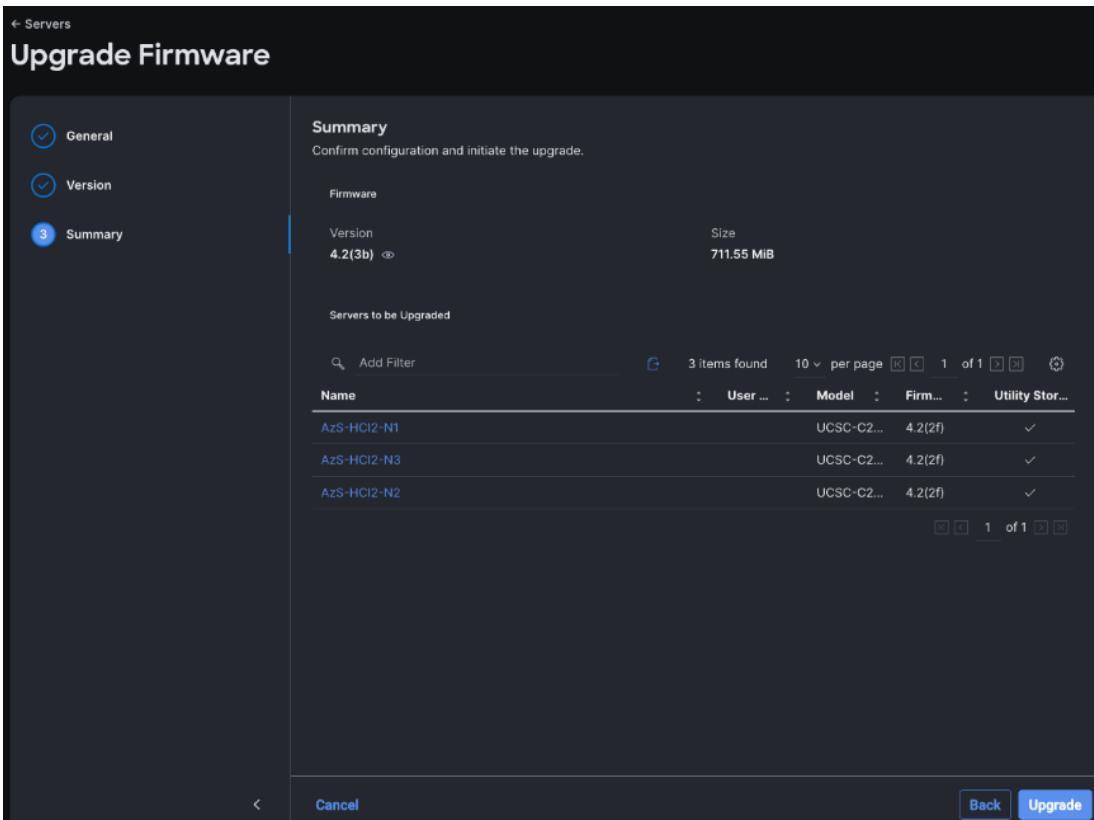 ← Servers
Upgrade Firmware
General
Version
3 Summary
Summary
Confirm configuration and initiate the upgrade.
Firmware
Version Size
4.2(3b) 711.55 MiB
Servers to be Upgraded
Add Filter 3 items found 10 per page 1 of 1
Name User ... Model Firm... Utility Stor...
AzS-HCI2-N1 UCSC-C2... 4.2(2f)
AzS-HCI2-N3 UCSC-C2... 4.2(2f)
AzS-HCI2-N2 UCSC-C2... 4.2(2f)
1 of 1
Cancel Back Upgrade